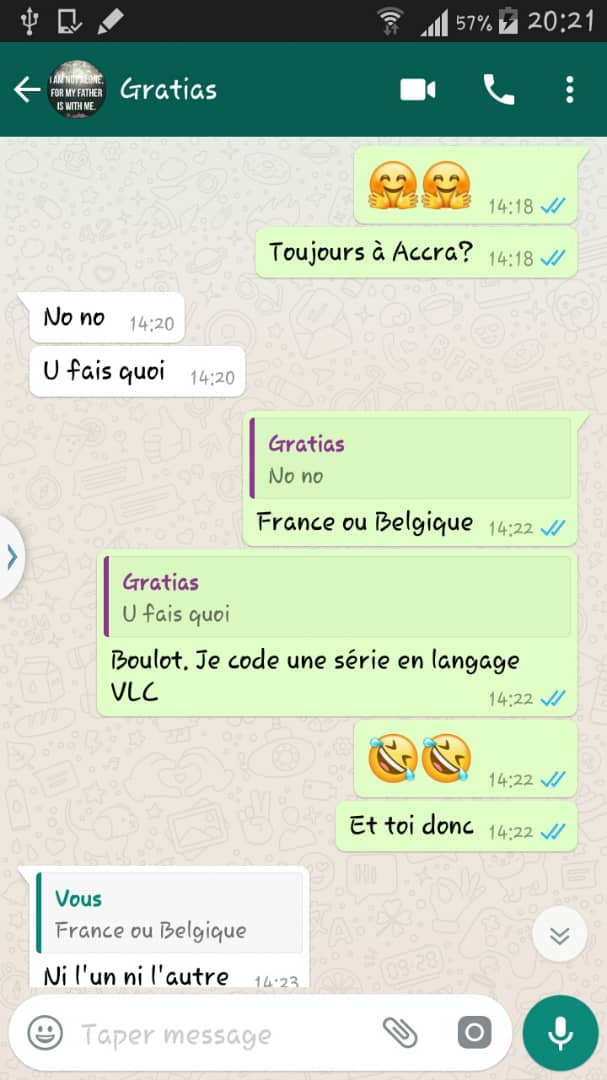 57% 20:21
I AM NOT ALONE,
FOR MY FATHER
IS WITH ME.
Gratias
14:18
Toujours à Accra? 14:18
No no 14:20
U fais quoi 14:20
Gratias
No no
France ou Belgique 14:22
Gratias
U fais quoi
Boulot. Je code une série en langage
VLC 14:22
14:22
Et toi donc 14:22
Vous
France ou Belgique
Ni l'un ni l'autre 14:23
Taper message